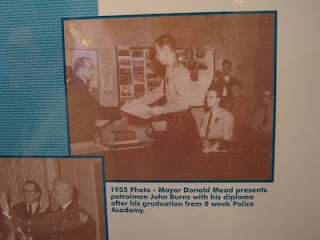 1955 Photo - Mayor Donald Mead presents
patrolman John Burns with his diploma
after his graduation from 8 week Police
Academy.